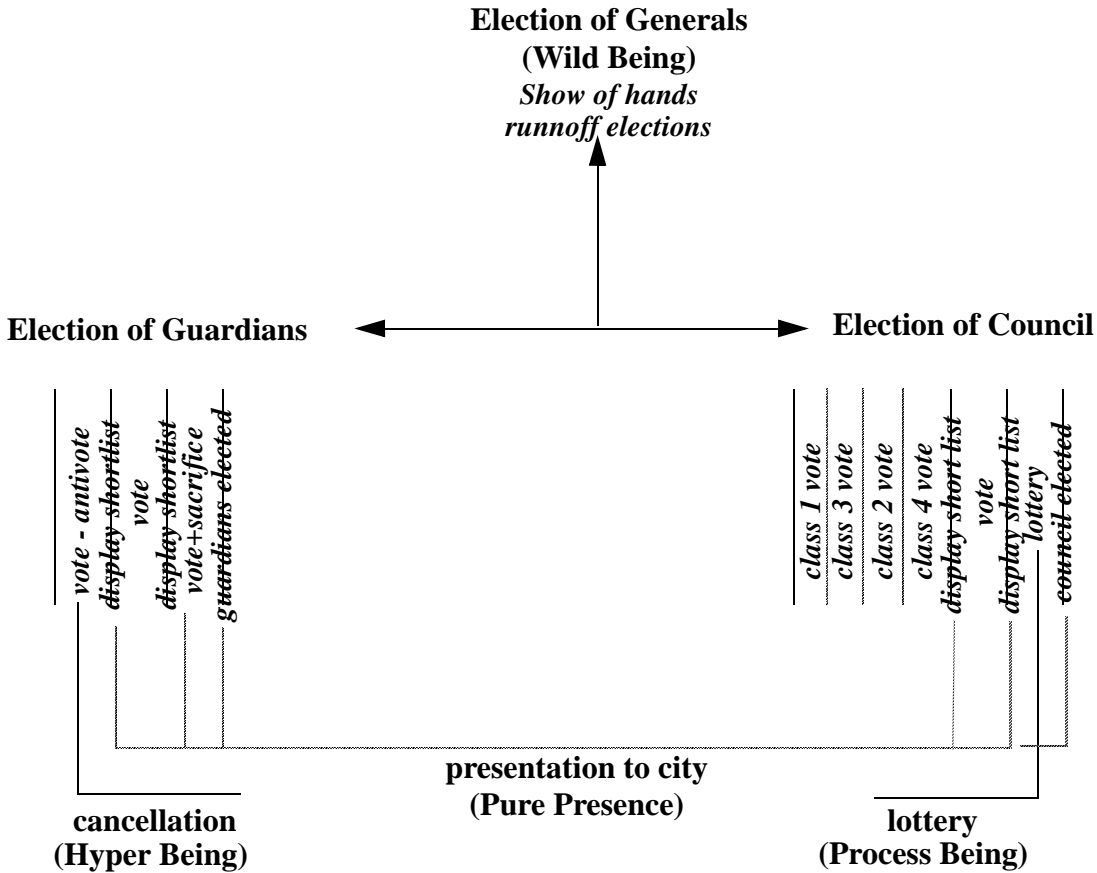 Election of Generals
(Wild Being)
Show of hands
runnoff elections
Election of Guardians
Election of Council
vote - antivote
display shortlist
vote
display shortlist
vote+sacrifice
guardians elected
class 1 vote
class 3 vote
class 2 vote
class 4 vote
display short list
vote
display short list
lottery
council elected
presentation to city
(Pure Presence)
cancellation
(Hyper Being)
lottery
(Process Being)